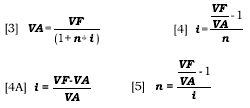 [3] VA = VF / (1 + n · i)
[4] i = (VF / VA - 1) / n
[4A] i = VF-VA / VA
[5] n = (VF / VA - 1) / i